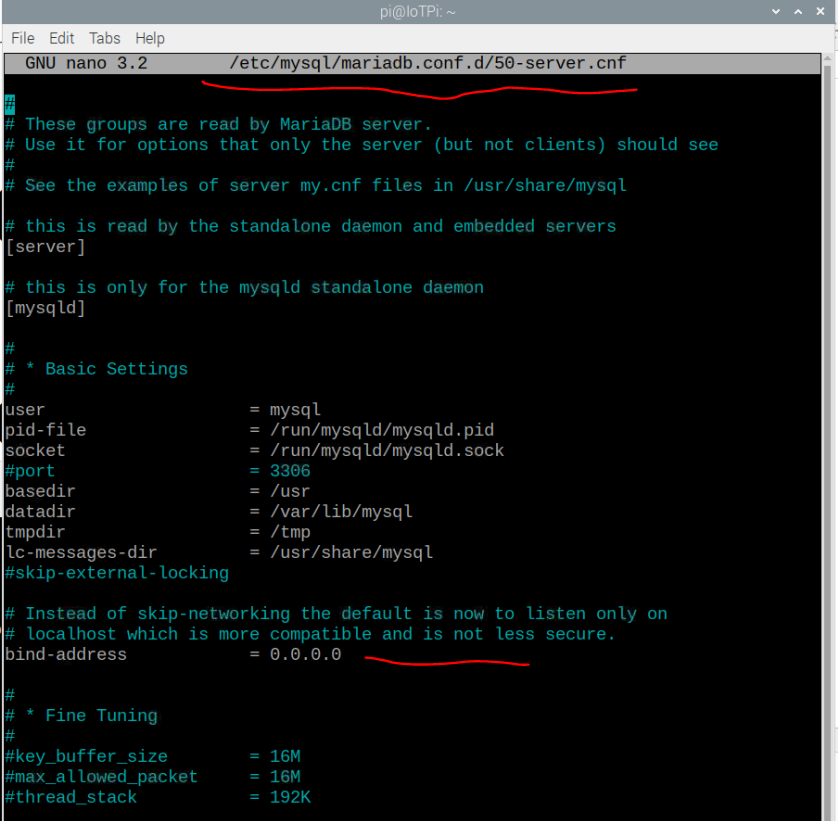 pi@IoTPi: ~
File Edit Tabs Help
GNU nano 3.2 /etc/mysql/mariadb.conf.d/50-server.cnf
#
# These groups are read by MariaDB server.
# Use it for options that only the server (but not clients) should see
#
# See the examples of server my.cnf files in /usr/share/mysql
# this is read by the standalone daemon and embedded servers
[server]
# this is only for the mysqld standalone daemon
[mysqld]
#
# * Basic Settings
#
user = mysql
pid-file = /run/mysqld/mysqld.pid
socket = /run/mysqld/mysqld.sock
#port = 3306
basedir = /usr
datadir = /var/lib/mysql
tmpdir = /tmp
lc-messages-dir = /usr/share/mysql
#skip-external-locking
# Instead of skip-networking the default is now to listen only on
# localhost which is more compatible and is not less secure.
bind-address = 0.0.0.0
#
# * Fine Tuning
#
#key_buffer_size = 16M
#max_allowed_packet = 16M
#thread_stack = 192K